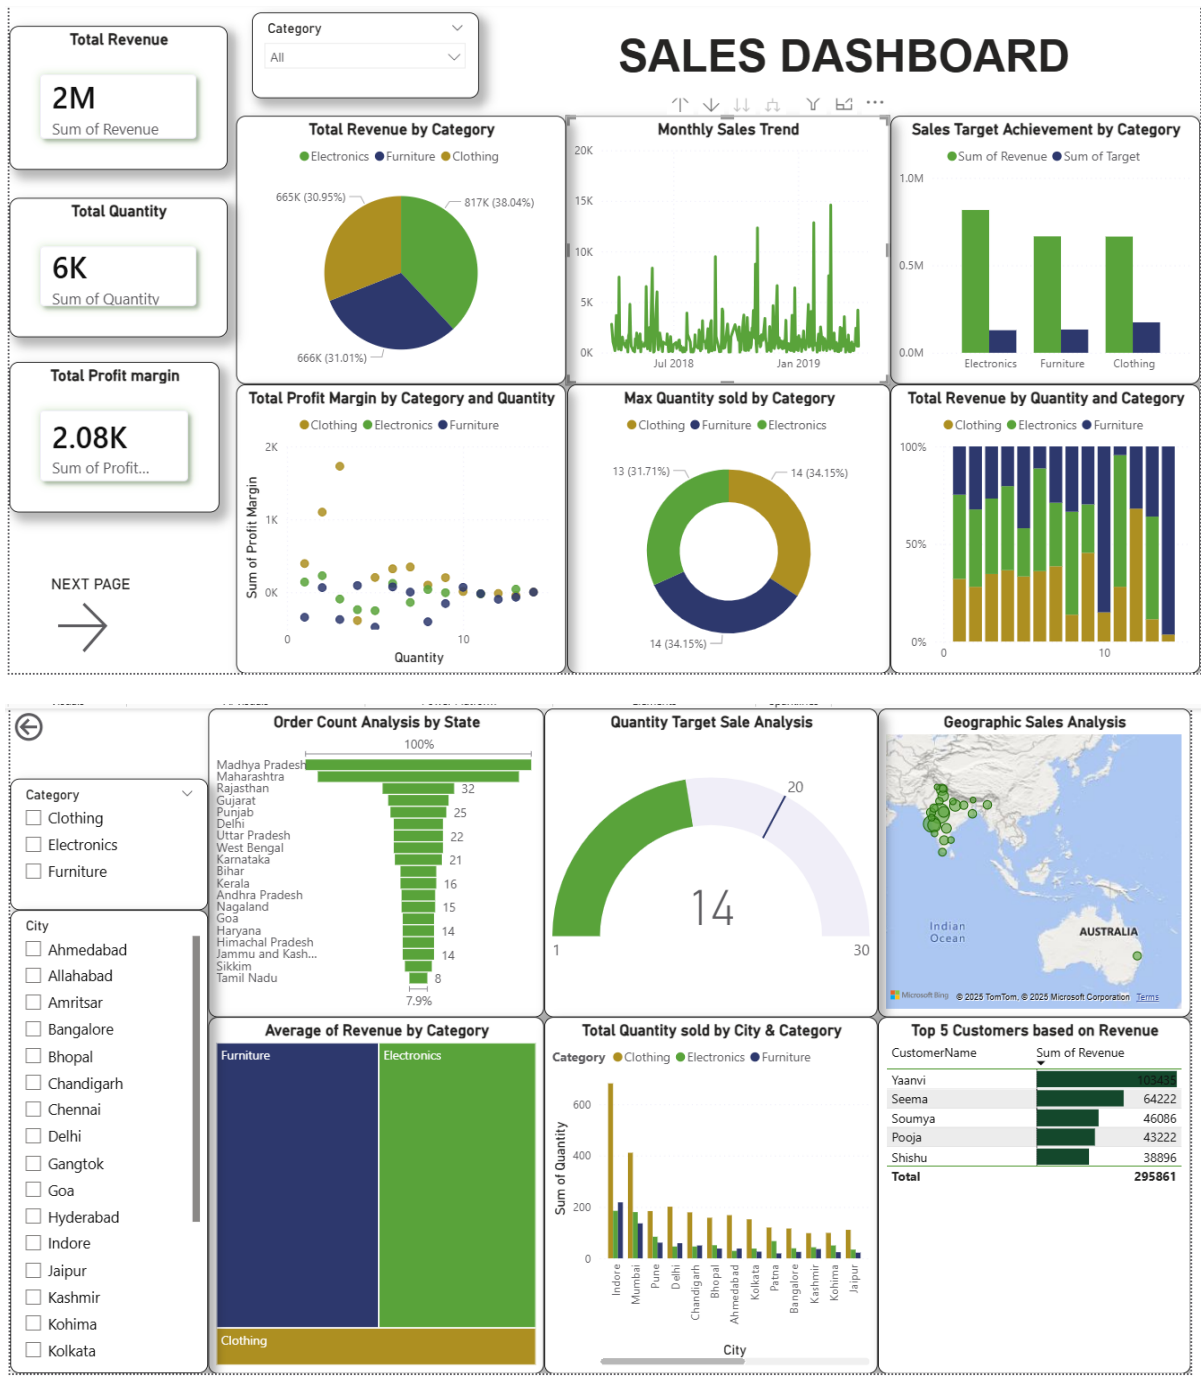 Total Revenue
2M
Sum of Revenue
Category
All
SALES DASHBOARD
Total Quantity
6K
Sum of Quantity
Total Profit margin
2.08K
Sum of Profit...
NEXT PAGE
Total Revenue by Category
Electronics Furniture Clothing
665K (30.95%)
817K (38.04%)
666K (31.01%)
Monthly Sales Trend
20K
15K
10K
5K
0K
Jul 2018
Jan 2019
Sales Target Achievement by Category
Sum of Revenue Sum of Target
1.0M
0.5M
0.0M
Electronics
Furniture
Clothing
Total Profit Margin by Category and Quantity
Clothing Electronics Furniture
Sum of Profit Margin
2K
1K
0K
0
10
Quantity
Max Quantity sold by Category
Clothing Furniture Electronics
13 (31.71%)
14 (34.15%)
14 (34.15%)
Total Revenue by Quantity and Category
Clothing Electronics Furniture
100%
50%
0%
0
10
Category
Clothing
Electronics
Furniture
City
Ahmedabad
Allahabad
Amritsar
Bangalore
Bhopal
Chandigarh
Chennai
Delhi
Gangtok
Goa
Hyderabad
Indore
Jaipur
Kashmir
Kohima
Kolkata
Order Count Analysis by State
100%
Madhya Pradesh
Maharashtra
Rajasthan 32
Gujarat
Punjab 25
Delhi
Uttar Pradesh 22
West Bengal
Karnataka 21
Bihar
Kerala 16
Andhra Pradesh
Nagaland 15
Goa
Haryana 14
Himachal Pradesh
Jammu and Kash... 14
Sikkim
Tamil Nadu 8
7.9%
Quantity Target Sale Analysis
20
14
1
30
Geographic Sales Analysis
Indian
Ocean
AUSTRALIA
Microsoft Bing © 2025 TomTom, © 2025 Microsoft Corporation Terms
Average of Revenue by Category
Furniture
Electronics
Clothing
Total Quantity sold by City & Category
Category Clothing Electronics Furniture
Sum of Quantity
600
400
200
0
Indore
Mumbai
Pune
Delhi
Chandigarh
Bhopal
Ahmedabad
Kolkata
Patna
Bangalore
Kashmir
Kohima
Jaipur
City
Top 5 Customers based on Revenue
CustomerName Sum of Revenue
Yaanvi 103435
Seema 64222
Soumya 46086
Pooja 43222
Shishu 38896
Total 295861